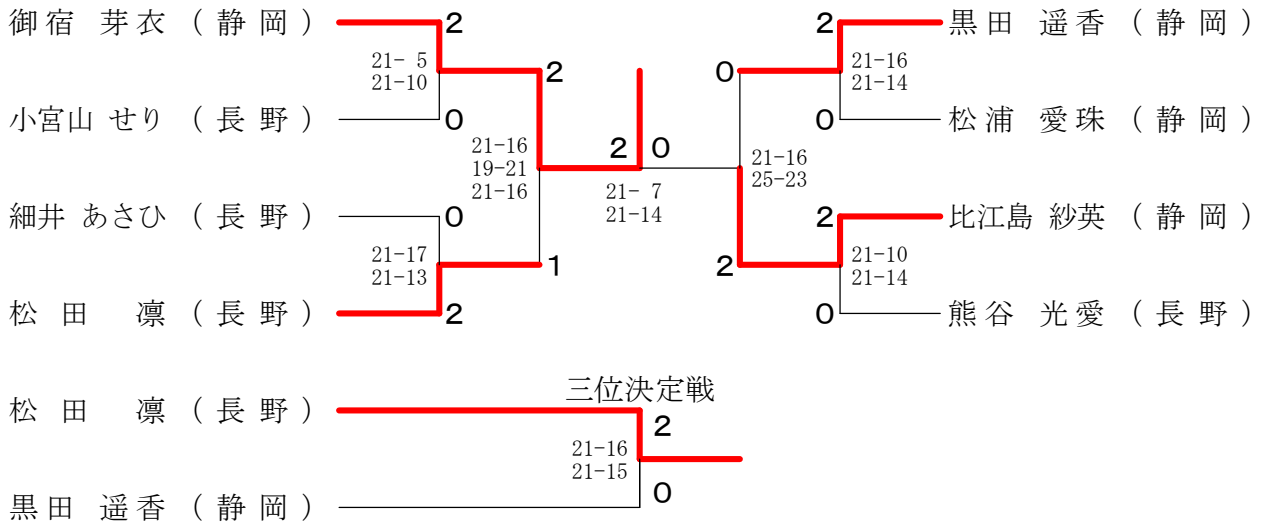 御宿 芽衣 (静岡) 2 2 黒田 遥香 (静岡)
21- 5 2 0 21-16
21-10 21-14
小宮山 せり (長野) 0 0 松浦 愛珠 (静岡)
21-16 2 0 21-16
19-21 25-23
21-16 21- 7
21-14
細井 あさひ (長野) 0 2 比江島 紗英 (静岡)
21-17 1 2 21-10
21-13 21-14
松田 凛 (長野) 2 0 熊谷 光愛 (長野)
三位決定戦
松田 凛 (長野) 2
21-16
21-15
黒田 遥香 (静岡) 0